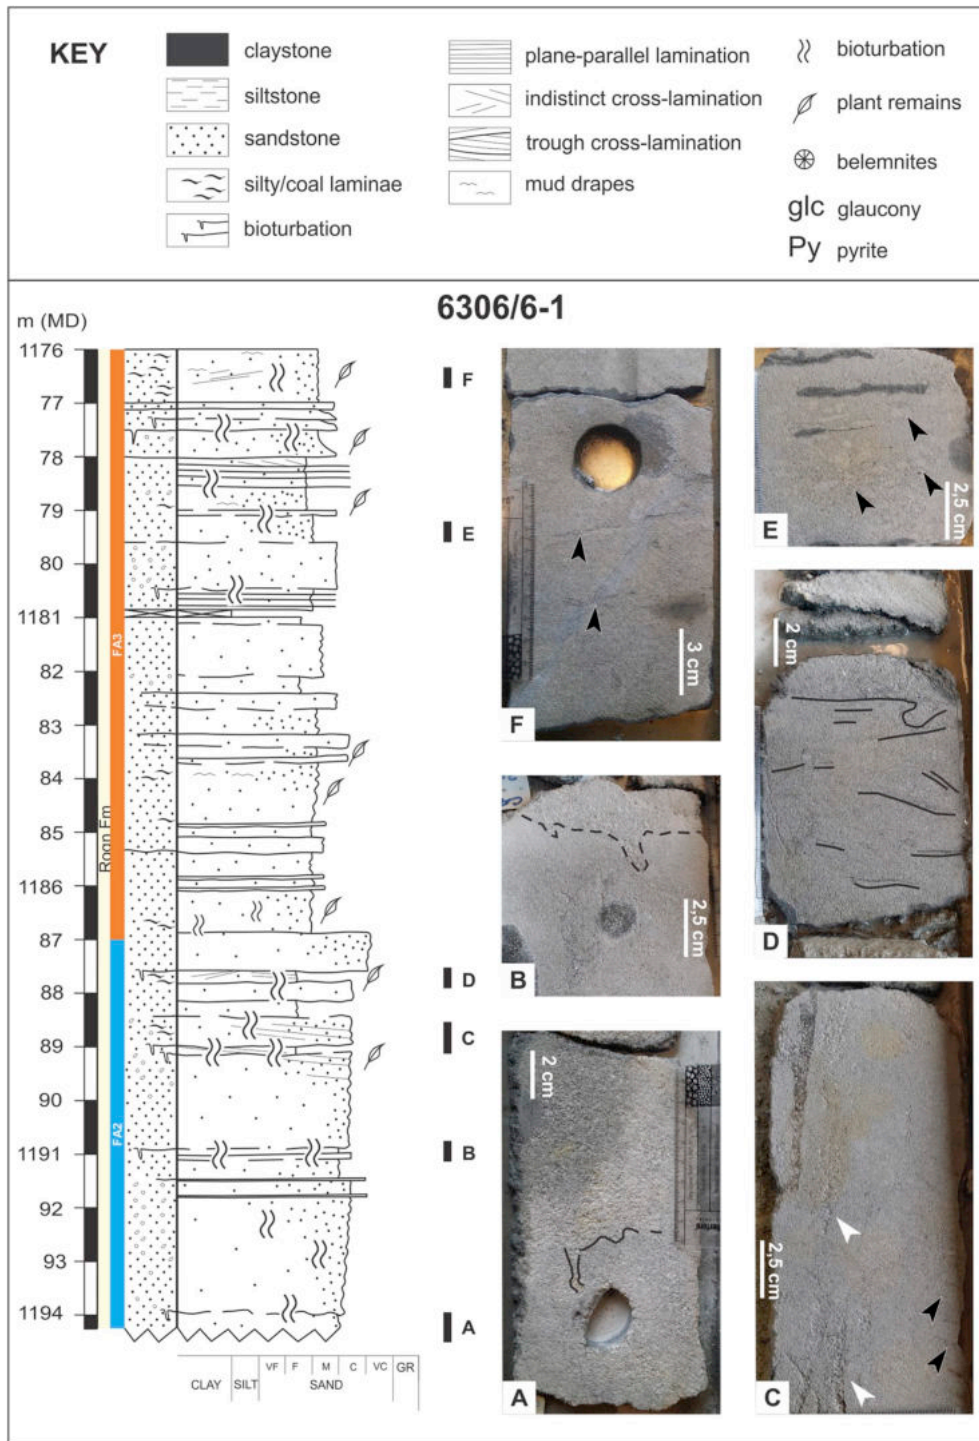 KEY
claystone
siltstone
sandstone
silty/coal laminae
bioturbation
plane-parallel lamination
indistinct cross-lamination
trough cross-lamination
mud drapes
bioturbation
plant remains
belemnites
glc glaucony
Py pyrite
6306/6-1
m (MD)
1176
77
78
79
80
1181
82
83
84
85
1186
87
88
89
90
1191
92
93
1194
Rogn Fm
FA3
FA2
F
E
D
C
B
A
CLAY
SILT
VF
F
M
C
VC
GR
SAND
3 cm
F
2,5 cm
E
2 cm
D
2,5 cm
B
2 cm
A
2,5 cm
C